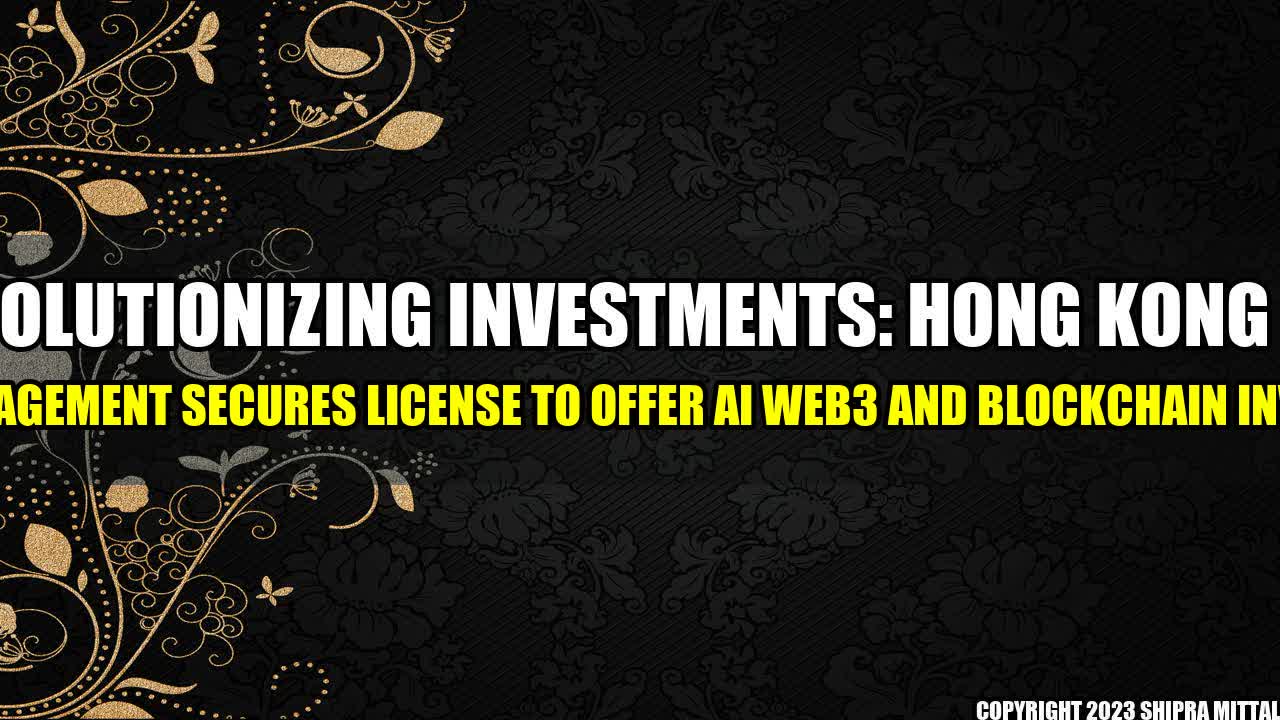 OLUTIONIZING INVESTMENTS: HONG KONG
AGEMENT SECURES LICENSE TO OFFER AI WEB3 AND BLOCKCHAIN IN
COPYRIGHT 2023 SHIPRA MITTAL